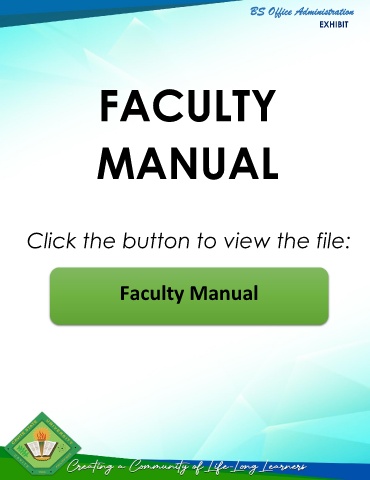 BS Office Administration
EXHIBIT
FACULTY
MANUAL
Click the button to view the file:
Faculty Manual
Creating a Community of Life-Long Learners